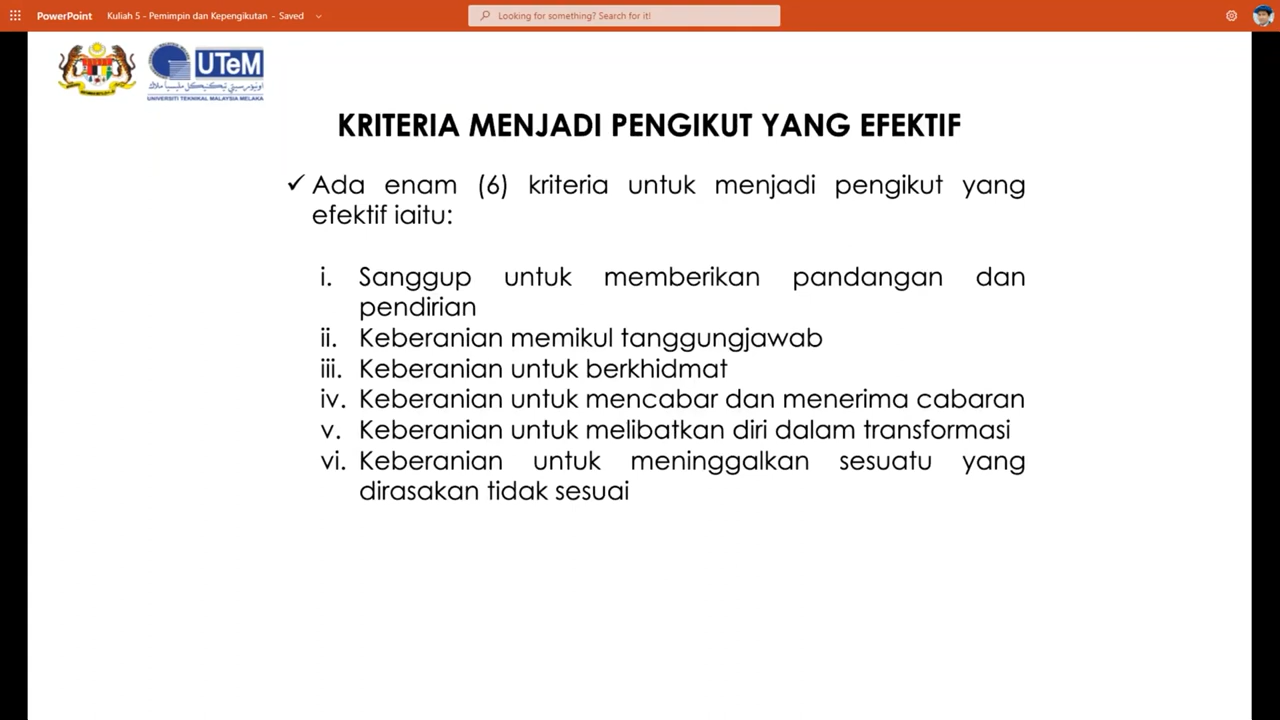 PowerPoint
Kuliah 5 - Pemimpin dan Kepengikutan - Saved
Looking for something? Search for it!
UTeM
UNIVERSITI TEKNIKAL MALAYSIA MELAKA
KRITERIA MENJADI PENGIKUT YANG EFEKTIF
✓ Ada enam (6) kriteria untuk menjadi pengikut yang
efektif iaitu:
i. Sanggup untuk memberikan pandangan dan
pendirian
ii. Keberanian memikul tanggungjawab
iii. Keberanian untuk berkhidmat
iv. Keberanian untuk mencabar dan menerima cabaran
v. Keberanian untuk melibatkan diri dalam transformasi
vi. Keberanian untuk meninggalkan sesuatu yang
dirasakan tidak sesuai